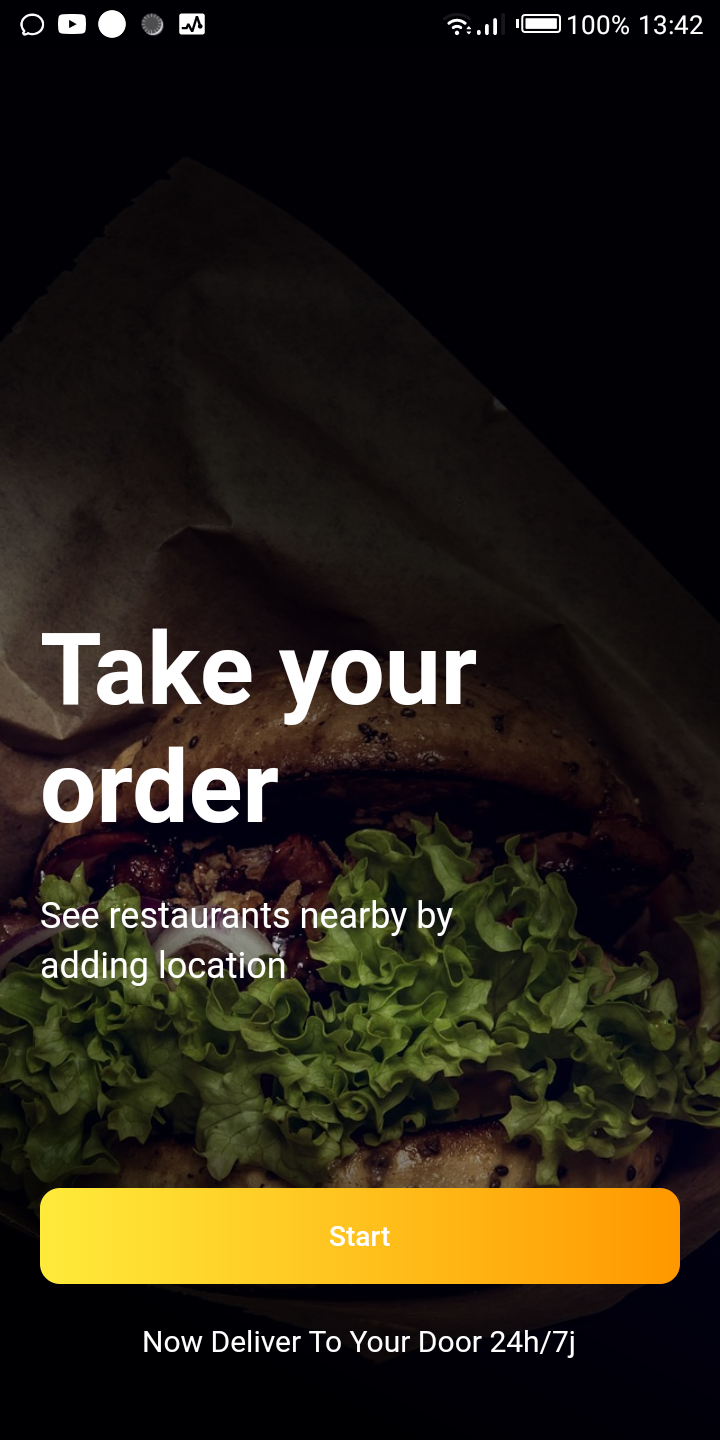 100% 13:42
Take your
order
See restaurants nearby by
adding location
Start
Now Deliver To Your Door 24h/7j